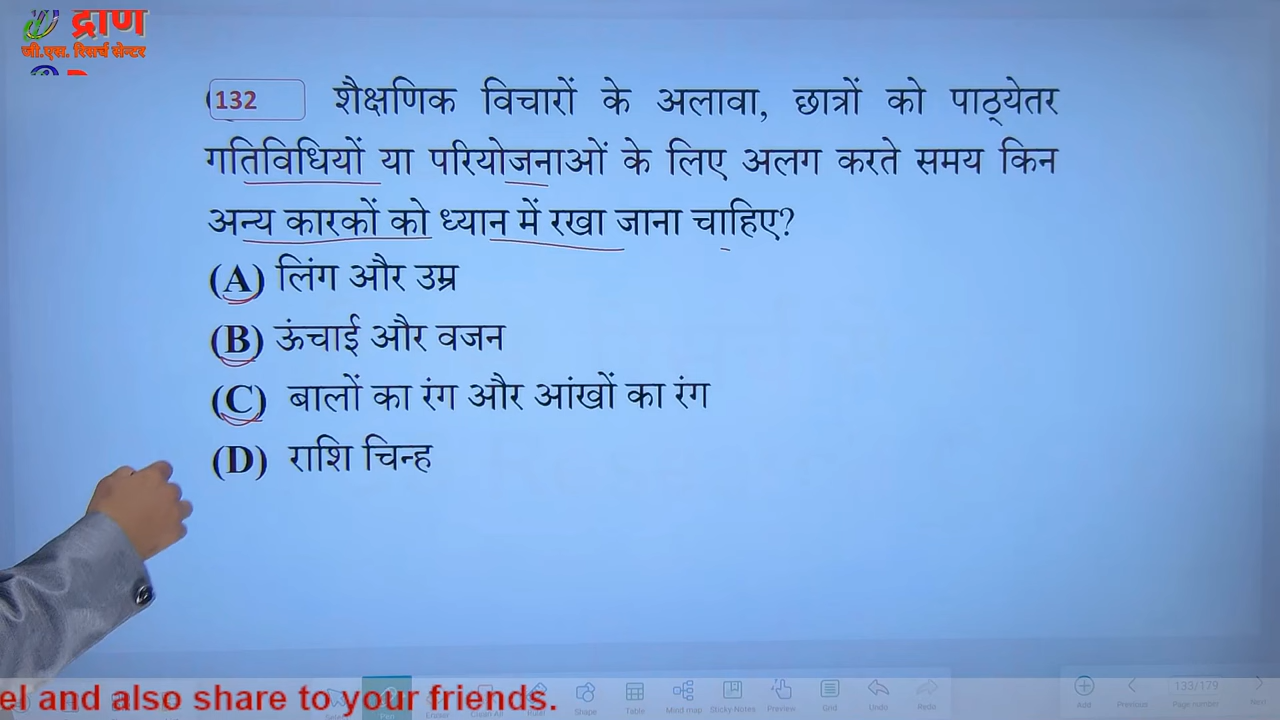 द्राण
जी.एस. रिसर्च सेन्टर
132 शैक्षणिक विचारों के अलावा, छात्रों को पाठ्येतर
गतिविधियों या परियोजनाओं के लिए अलग करते समय किन
अन्य कारकों को ध्यान में रखा जाना चाहिए?
(A) लिंग और उम्र
(B) ऊंचाई और वजन
(C) बालों का रंग और आंखों का रंग
(D) राशि चिन्ह
el and also share to your friends.
Shape Table Mind map Sticky Notes Preview Grid Undo Redo Add Previous Page number Next
133/179